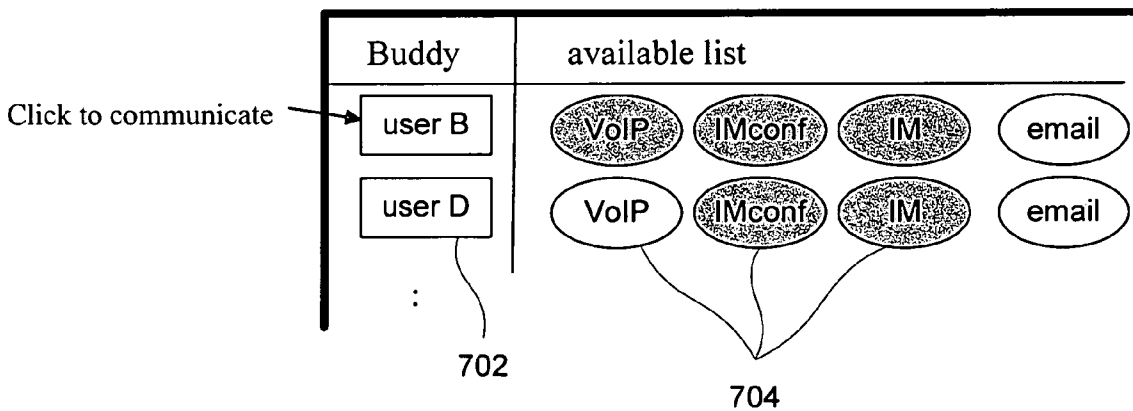 Buddy available list
Click to communicate user B VoIP IMconf IM email
user D VoIP IMconf IM email
:
702
704